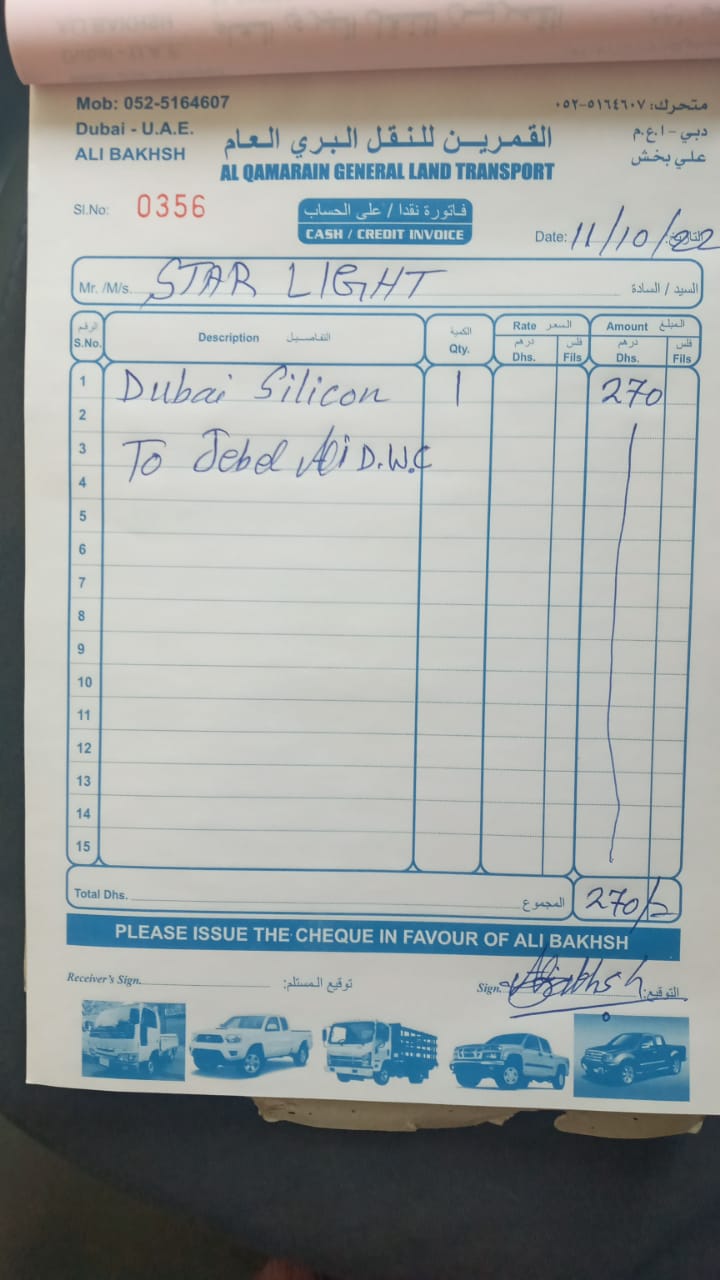 Mob: 052-5164607
متحرك: ٠٥٢-٥١٦٤٦٠٧
Dubai - U.A.E.
دبي - ا.ع.م
ALI BAKHSH
علي بخش
القمرين للنقل البري العام
AL QAMARAIN GENERAL LAND TRANSPORT
Sl.No: 0356
فاتورة نقدا / على الحساب
CASH / CREDIT INVOICE
Date: 11/10/22 التاريخ:
Mr. /M/s. STAR LIGHT السيد / السادة
الرقم S.No.
Description التفاصيل
الكمية Qty.
Rate السعر
درهم Dhs. فلس Fils
Amount المبلغ
درهم Dhs. فلس Fils
1 Dubai Silicon 1 270
2
3 To Jebel Ali D.W.C
4
5
6
7
8
9
10
11
12
13
14
15
Total Dhs. المجموع 270/-
PLEASE ISSUE THE CHEQUE IN FAVOUR OF ALI BAKHSH
Receiver's Sign. توقيع المستلم:
Sign. Alibakhsh التوقيع: